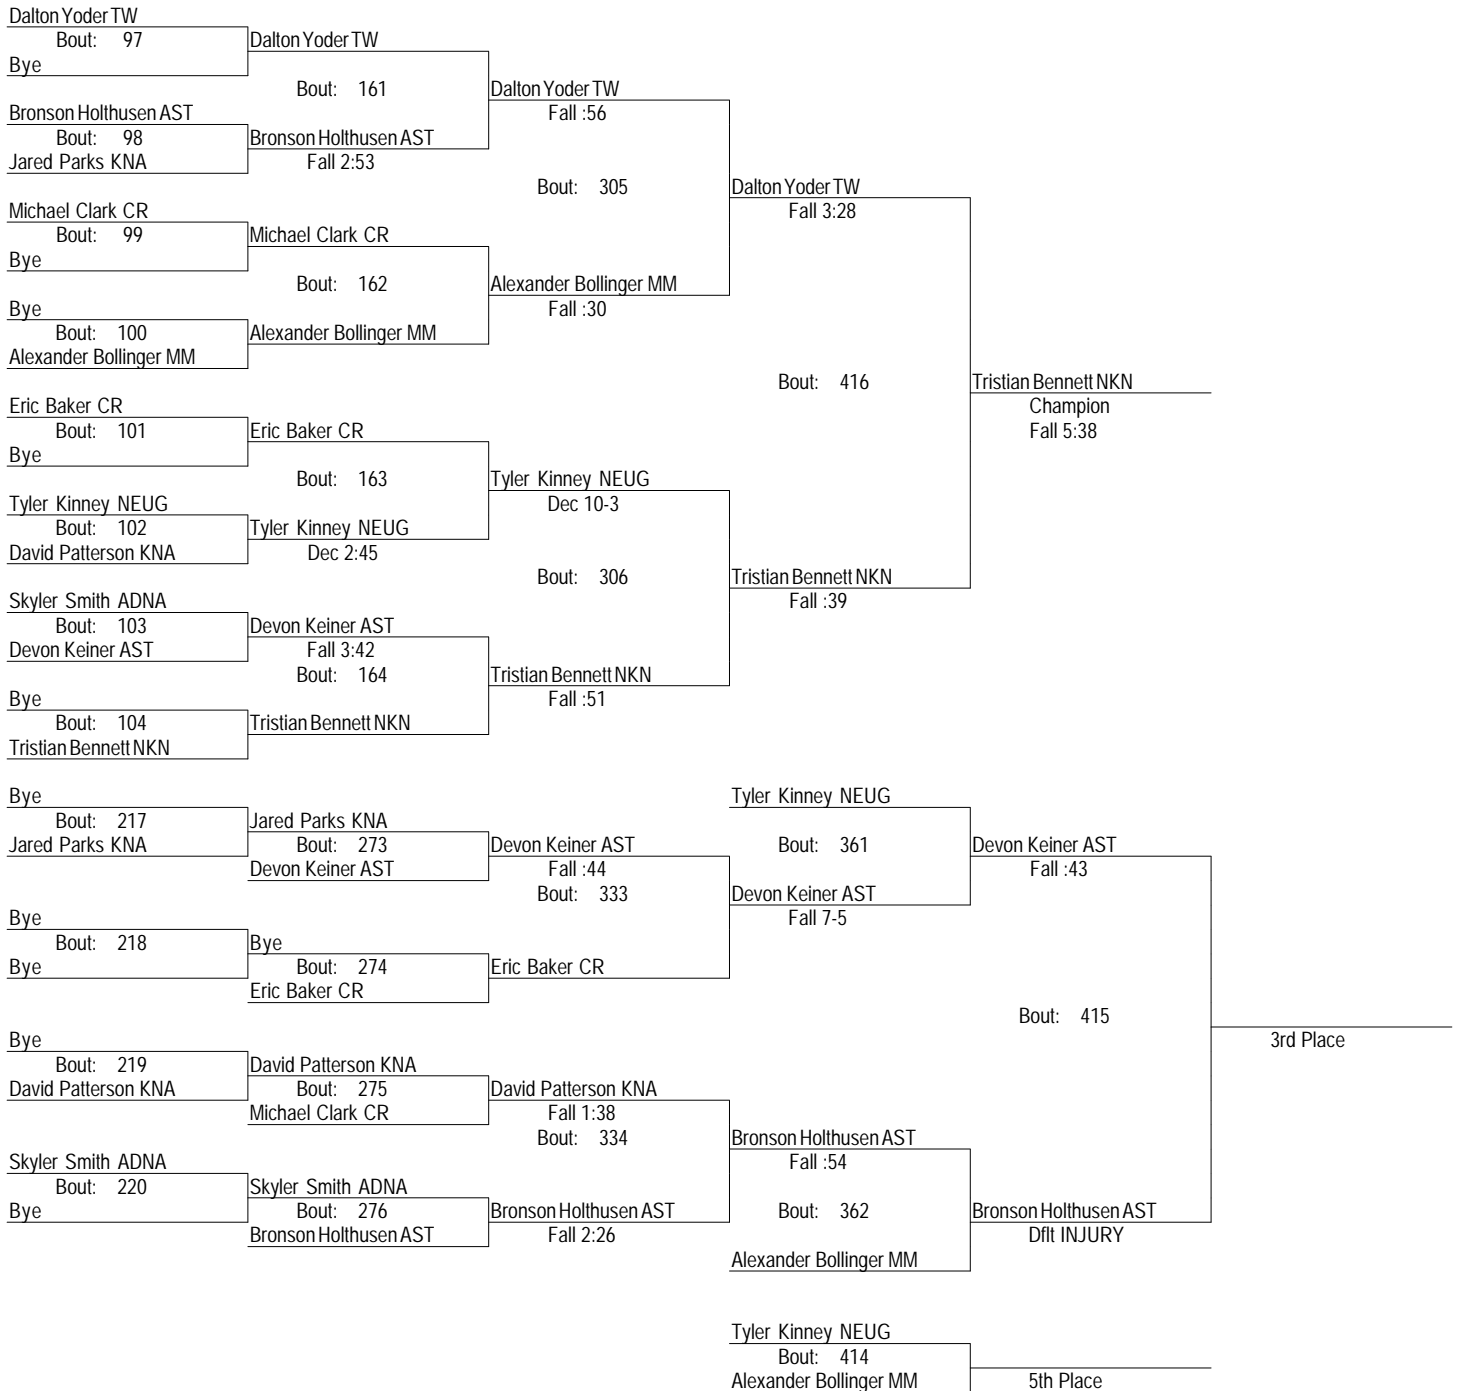 Dalton Yoder TW
Bout: 97
Dalton Yoder TW
Bye
Bout: 161
Dalton Yoder TW
Bronson Holthusen AST
Fall :56
Bout: 98
Bronson Holthusen AST
Jared Parks KNA
Fall 2:53
Bout: 305
Dalton Yoder TW
Michael Clark CR
Fall 3:28
Bout: 99
Michael Clark CR
Bye
Bout: 162
Alexander Bollinger MM
Bye
Fall :30
Bout: 100
Alexander Bollinger MM
Alexander Bollinger MM
Bout: 416
Tristian Bennett NKN
Eric Baker CR
Champion
Bout: 101
Eric Baker CR
Fall 5:38
Bye
Bout: 163
Tyler Kinney NEUG
Tyler Kinney NEUG
Dec 10-3
Bout: 102
Tyler Kinney NEUG
David Patterson KNA
Dec 2:45
Bout: 306
Tristian Bennett NKN
Skyler Smith ADNA
Fall :39
Bout: 103
Devon Keiner AST
Devon Keiner AST
Fall 3:42
Bout: 164
Tristian Bennett NKN
Bye
Fall :51
Bout: 104
Tristian Bennett NKN
Tristian Bennett NKN
Bye
Tyler Kinney NEUG
Bout: 217
Jared Parks KNA
Jared Parks KNA
Bout: 273
Devon Keiner AST
Bout: 361
Devon Keiner AST
Devon Keiner AST
Fall :44
Fall :43
Bout: 333
Devon Keiner AST
Bye
Fall 7-5
Bout: 218
Bye
Bye
Bout: 274
Eric Baker CR
Eric Baker CR
Bout: 415
Bye
3rd Place
Bout: 219
David Patterson KNA
David Patterson KNA
Bout: 275
David Patterson KNA
Michael Clark CR
Fall 1:38
Bout: 334
Bronson Holthusen AST
Skyler Smith ADNA
Fall :54
Bout: 220
Skyler Smith ADNA
Bye
Bout: 276
Bronson Holthusen AST
Bout: 362
Bronson Holthusen AST
Bronson Holthusen AST
Fall 2:26
Dflt INJURY
Alexander Bollinger MM
Tyler Kinney NEUG
Bout: 414
Alexander Bollinger MM
5th Place